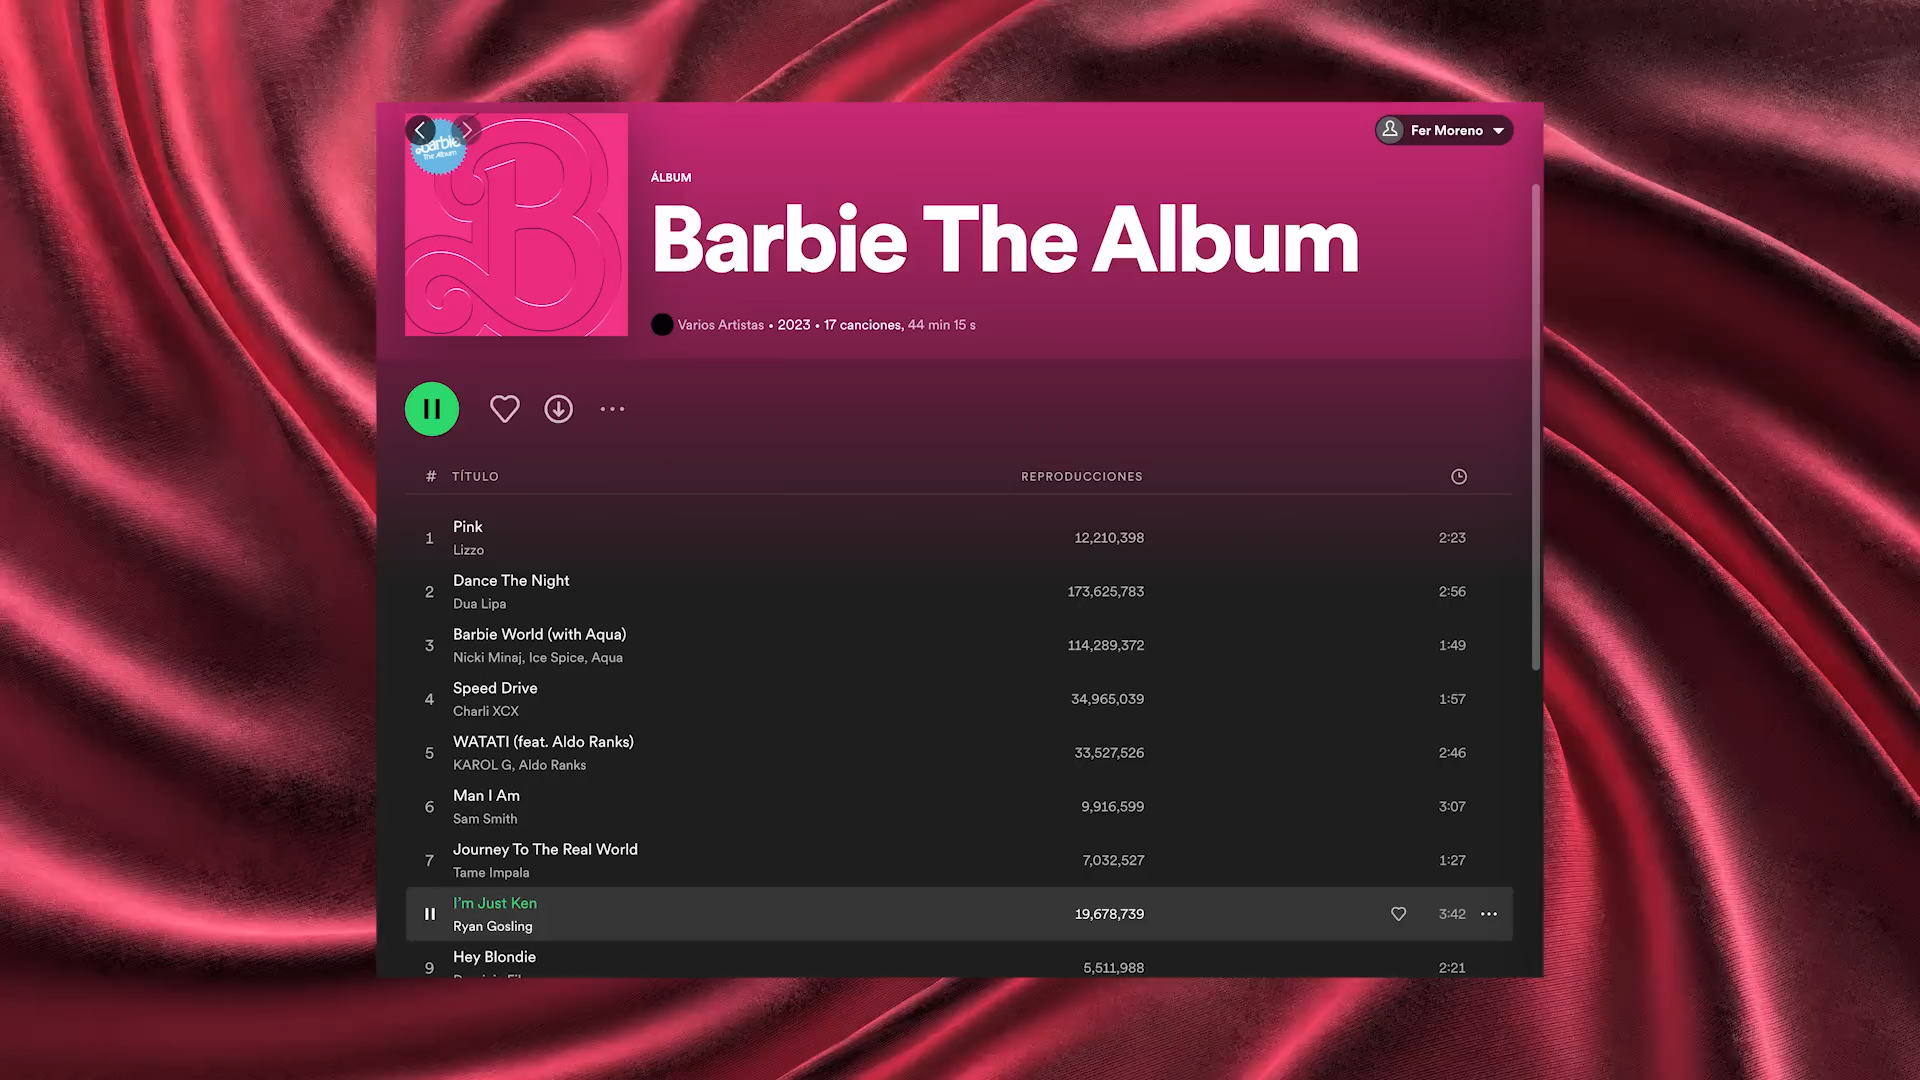 Barbie
The Album
Fer Moreno
ÁLBUM
Barbie The Album
Varios Artistas • 2023 • 17 canciones, 44 min 15 s
# TÍTULO REPRODUCCIONES
1 Pink 12,210,398 2:23
Lizzo
2 Dance The Night 173,625,783 2:56
Dua Lipa
3 Barbie World (with Aqua) 114,289,372 1:49
Nicki Minaj, Ice Spice, Aqua
4 Speed Drive 34,965,039 1:57
Charli XCX
5 WATATI (feat. Aldo Ranks) 33,527,526 2:46
KAROL G, Aldo Ranks
6 Man I Am 9,916,599 3:07
Sam Smith
7 Journey To The Real World 7,032,527 1:27
Tame Impala
I'm Just Ken 19,678,739 3:42
Ryan Gosling
9 Hey Blondie 5,511,988 2:21